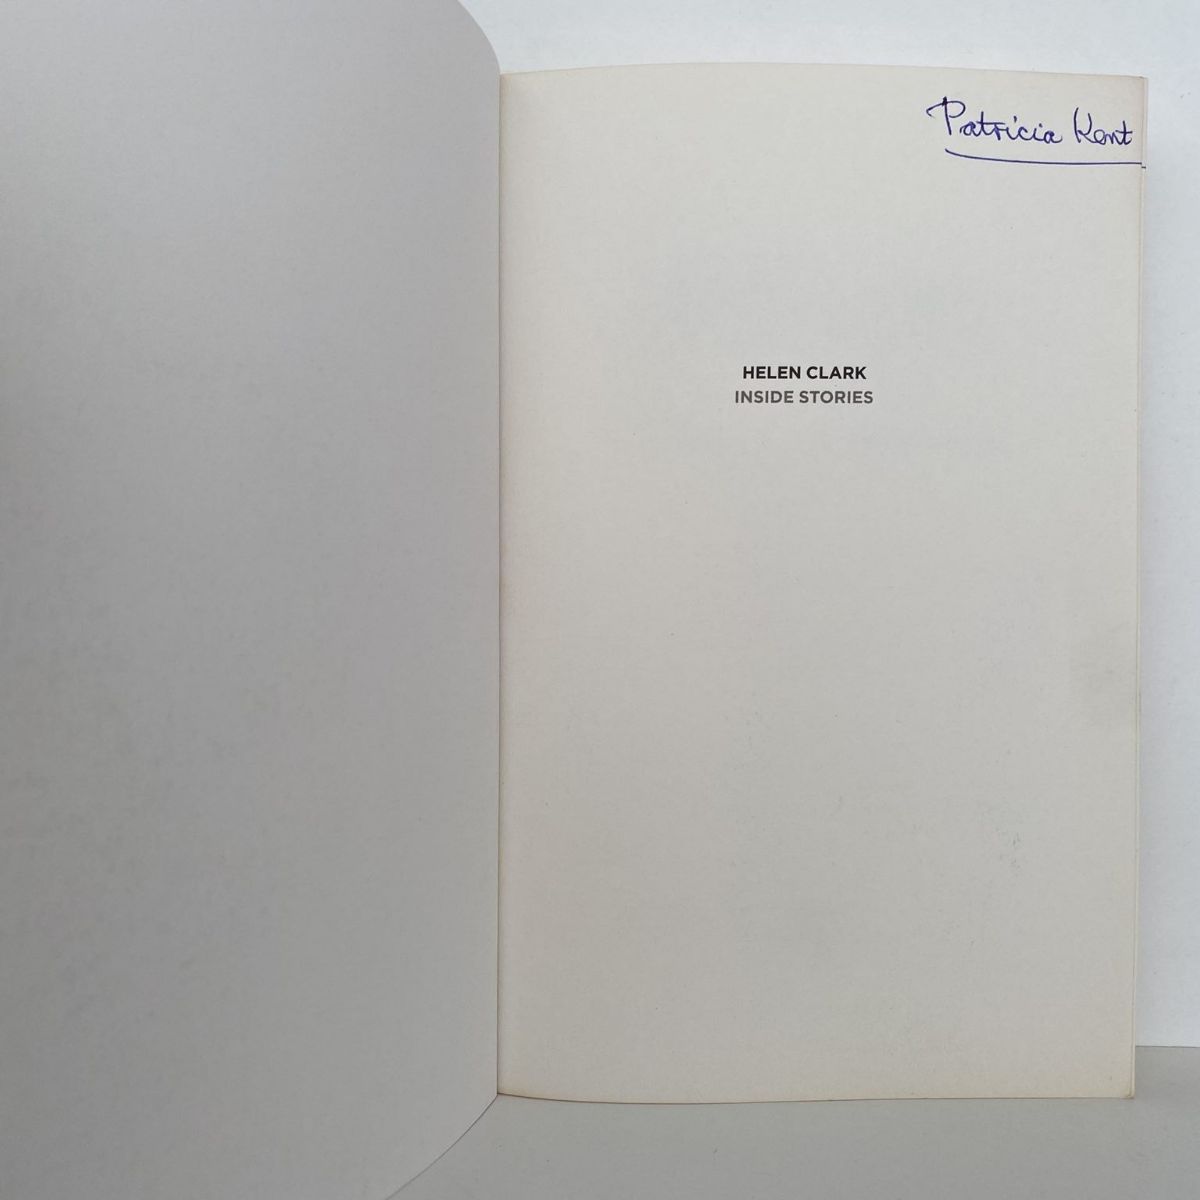 Patricia Kent
HELEN CLARK
INSIDE STORIES